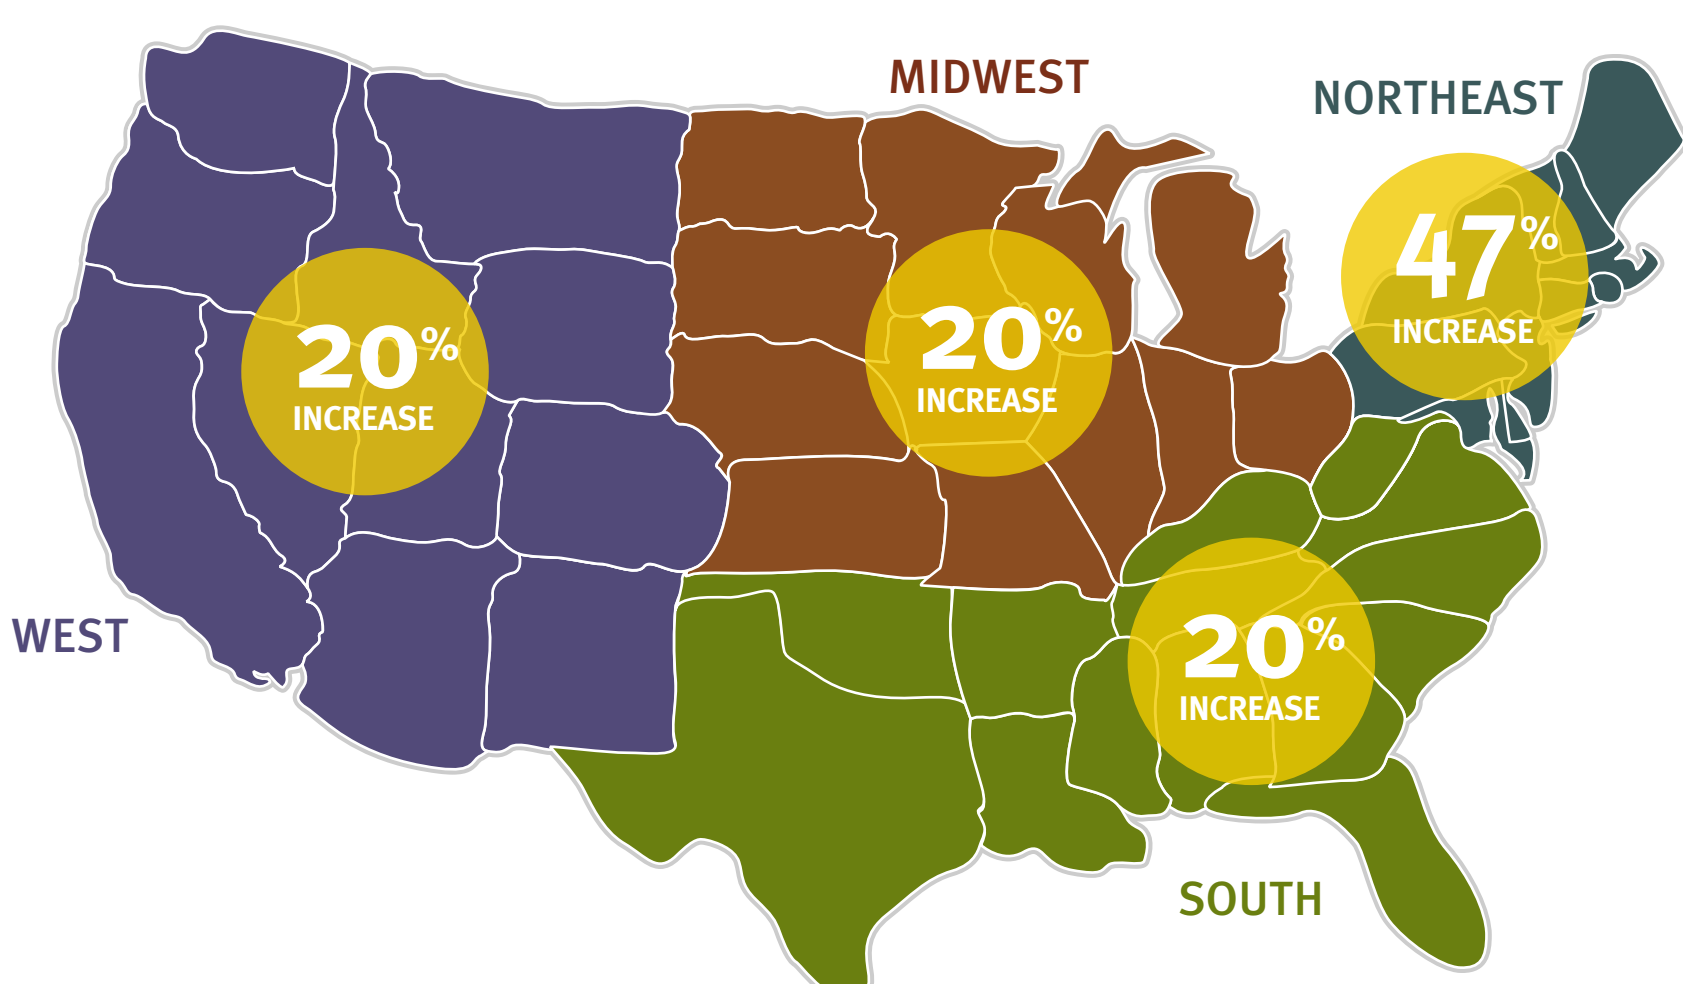 MIDWEST
NORTHEAST
47%
INCREASE
20%
INCREASE
20%
INCREASE
WEST
20%
INCREASE
SOUTH